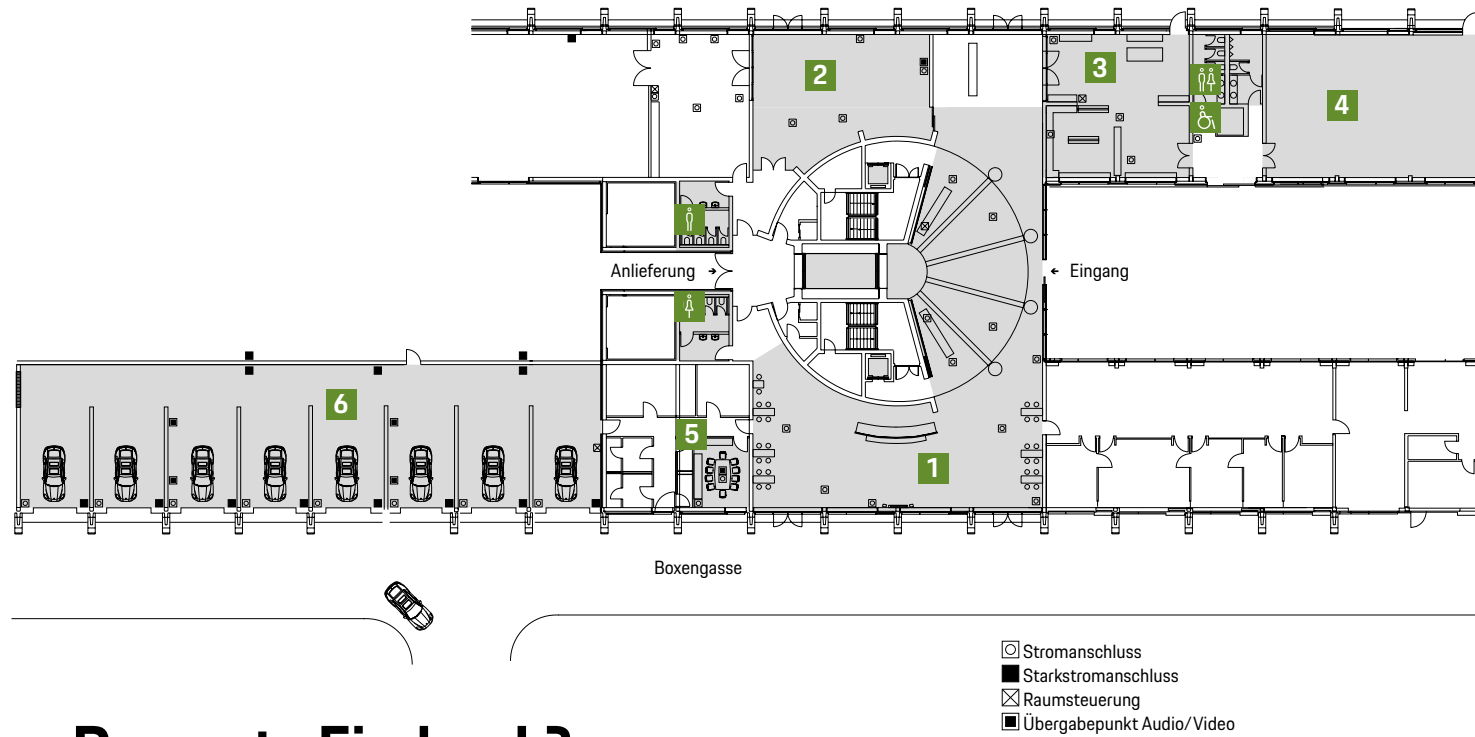 2
3
4
Anlieferung →
← Eingang
6
5
1
Boxengasse
Stromanschluss
Starkstromanschluss
Raumsteuerung
Übergabepunkt Audio/Video